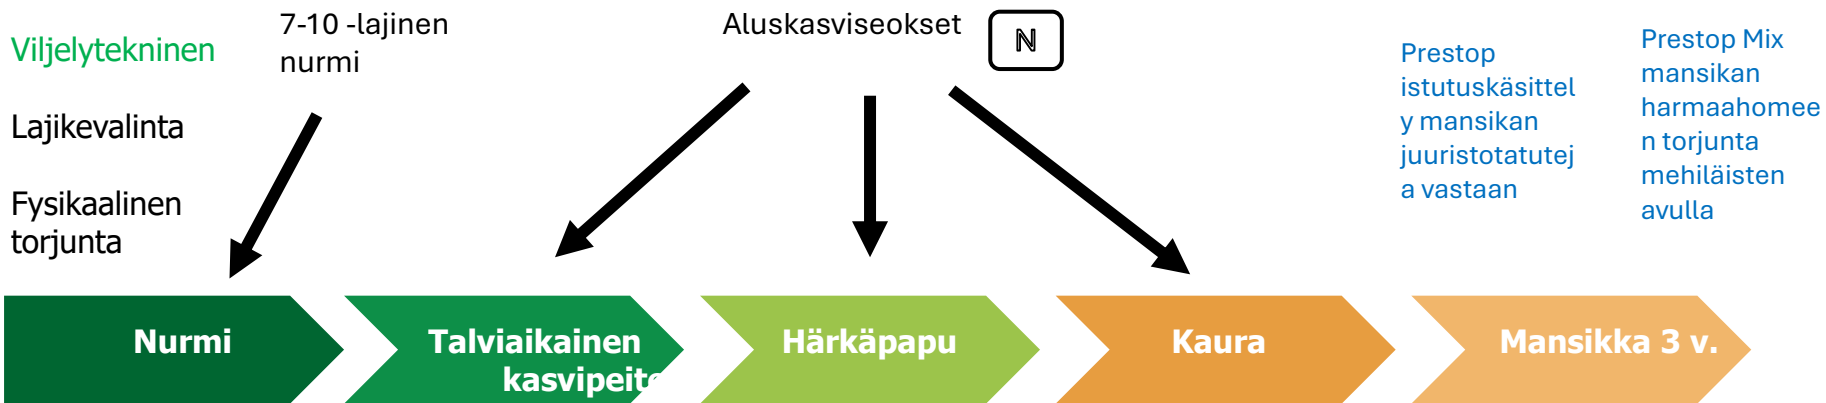 Viljelytekninen
Lajikevalinta
Fysikaalinen
torjunta
7-10 -lajinen
nurmi
Aluskasviseokset
N
Prestop
istutuskäsittel
y mansikan
juuristotatutej
a vastaan
Prestop Mix
mansikan
harmaahomee
n torjunta
mehiläisten
avulla
Nurmi
Talviaikainen
kasvipeite
Härkäpapu
Kaura
Mansikka 3 v.